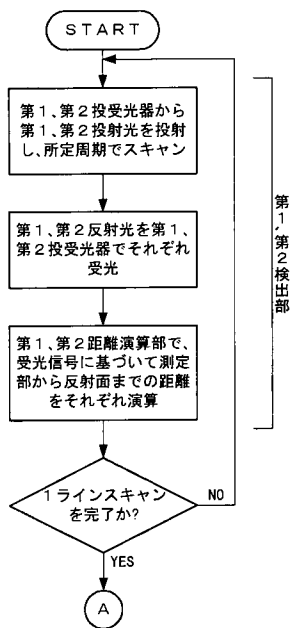 START
第1、第2投受光器から
第1、第2投射光を投射
し、所定周期でスキャン
第1、第2反射光を第1、
第2投受光器でそれぞれ
受光
第1、第2距離演算部で、
受光信号に基づいて測定
部から反射面までの距離
をそれぞれ演算
第1、第2検出部
1ラインスキャン
を完了か?
NO
YES
A